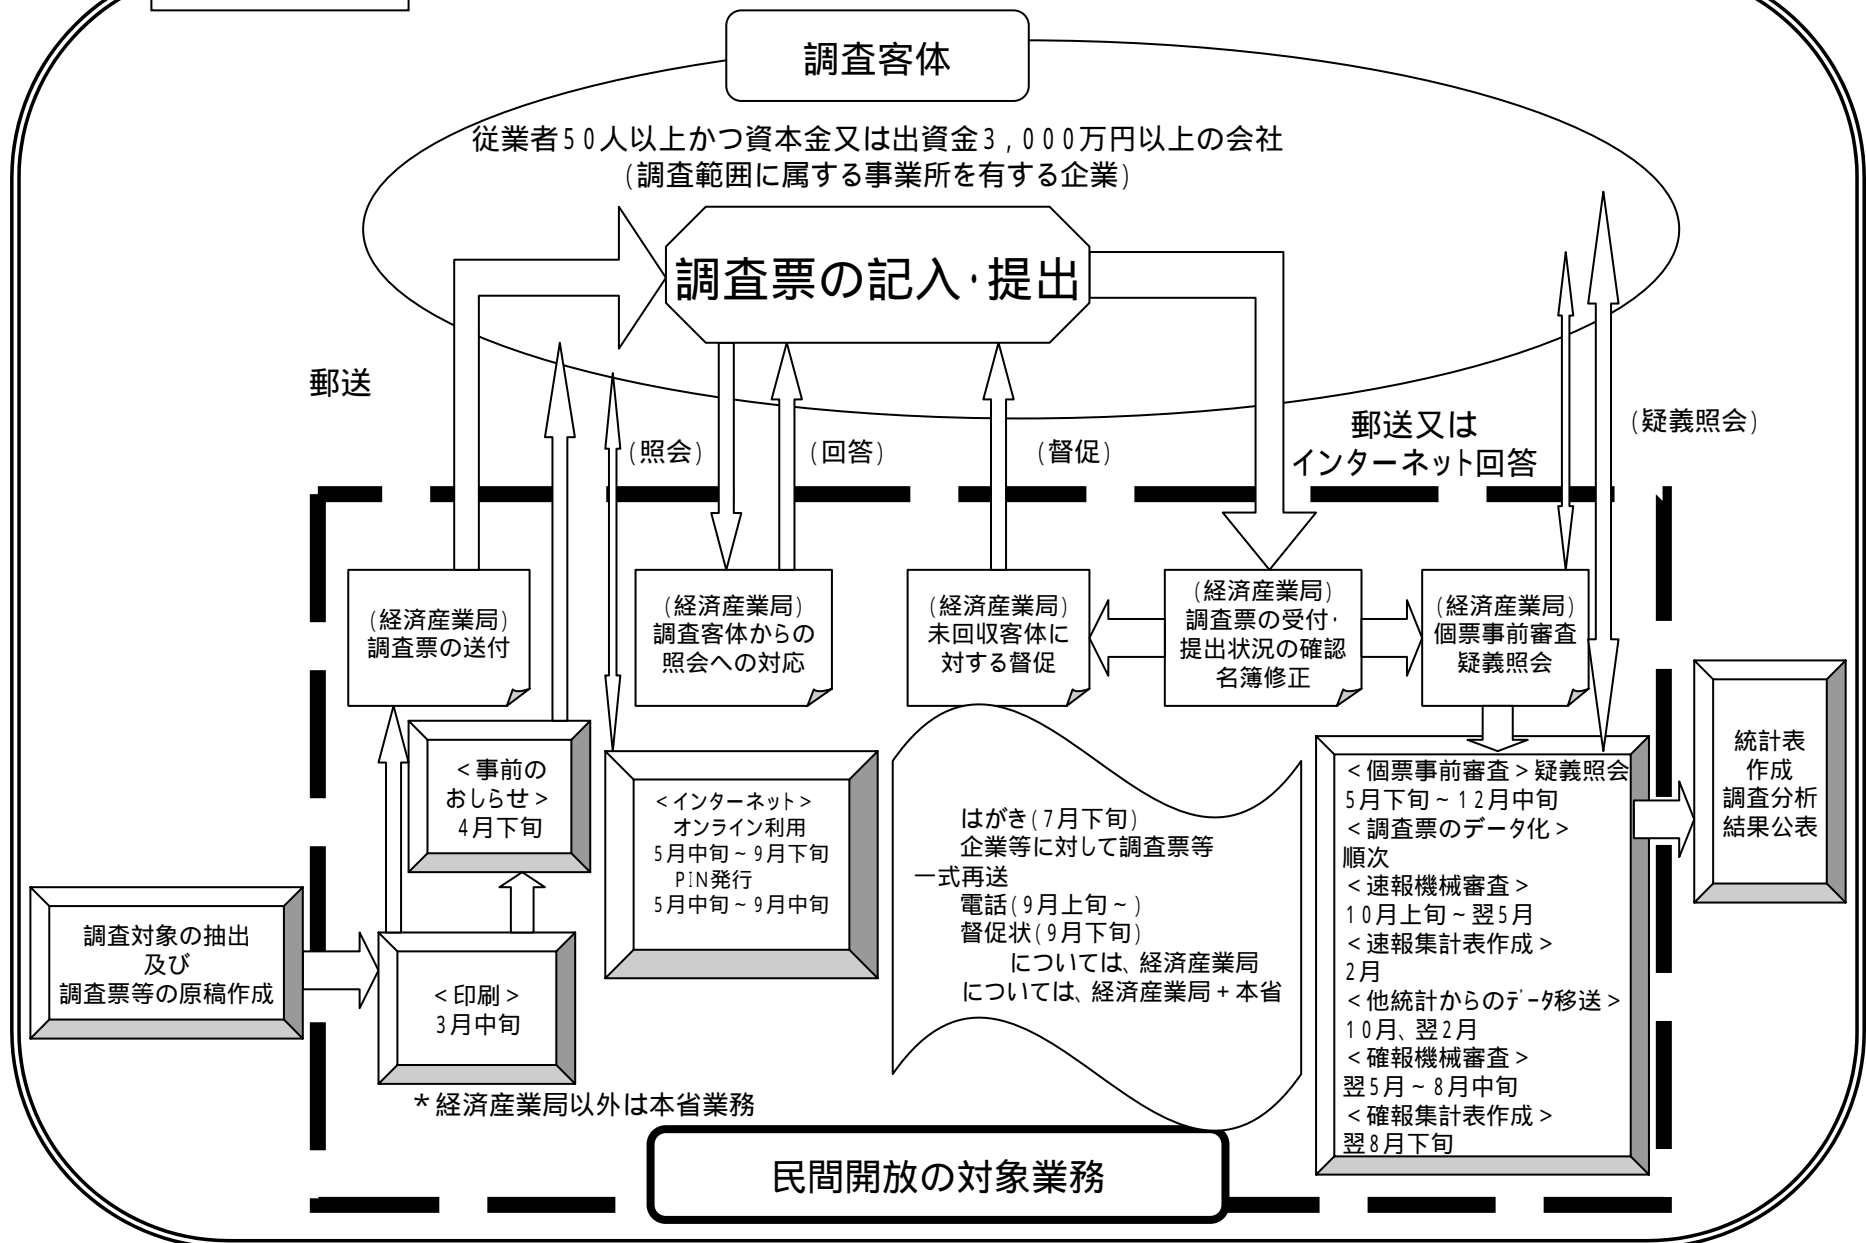 調査客体
従業者50人以上かつ資本金又は出資金3,000万円以上の会社
(調査範囲に属する事業所を有する企業)
調査票の記入・提出
郵送
(照会)
(回答)
(督促)
郵送又は
インターネット回答
(疑義照会)
(経済産業局)
調査票の送付
(経済産業局)
調査客体からの
照会への対応
(経済産業局)
未回収客体に
対する督促
(経済産業局)
調査票の受付・
提出状況の確認
名簿修正
(経済産業局)
個票事前審査
疑義照会
<事前の
おしらせ>
4月下旬
<インターネット>
オンライン利用
5月中旬~9月下旬
PIN発行
5月中旬~9月中旬
はがき(7月下旬)
企業等に対して調査票等
一式再送
電話(9月上旬~)
督促状(9月下旬)
については、経済産業局
については、経済産業局+本省
<個票事前審査>疑義照会
5月下旬~12月中旬
<調査票のデータ化>
順次
<速報機械審査>
10月上旬~翌5月
<速報集計表作成>
2月
<他統計からのデータ移送>
10月、翌2月
<確報機械審査>
翌5月~8月中旬
<確報集計表作成>
翌8月下旬
統計表
作成
調査分析
結果公表
調査対象の抽出
及び
調査票等の原稿作成
<印刷>
3月中旬
*経済産業局以外は本省業務
民間開放の対象業務